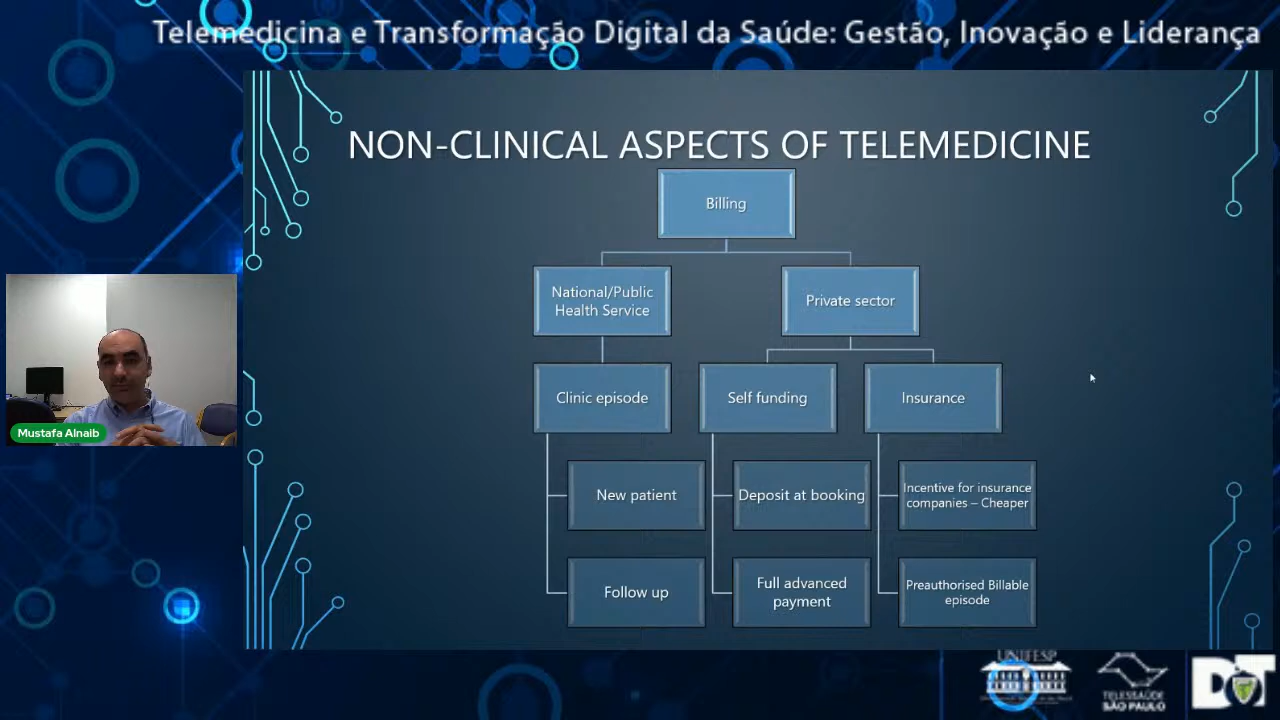 Telemedicina e Transformação Digital da Saúde: Gestão, Inovação e Liderança
NON-CLINICAL ASPECTS OF TELEMEDICINE
Billing
National/Public
Health Service
Private sector
Clinic episode
Self funding
Insurance
New patient
Deposit at booking
Incentive for insurance
companies – Cheaper
Follow up
Full advanced
payment
Preauthorised Billable
episode
Mustafa Alnaib
UNIFESP
TELESSAÚDE
SÃO PAULO